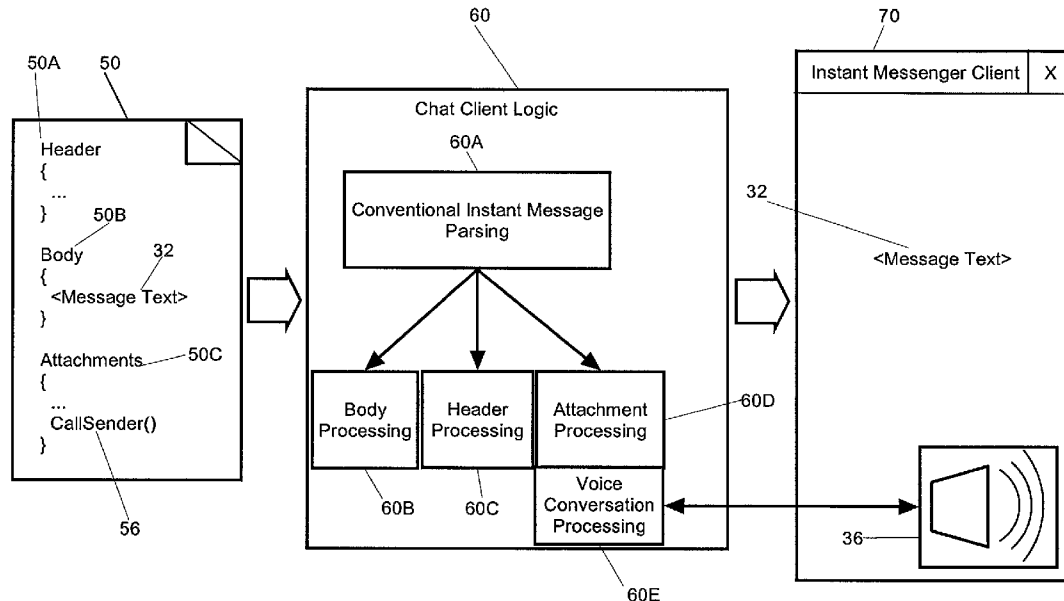 50A
50
Header
{
...
}
50B
Body
32
{
<Message Text>
}
Attachments
50C
{
...
CallSender()
}
56
60
Chat Client Logic
60A
Conventional Instant Message
Parsing
Body
Processing
Header
Processing
Attachment
Processing
60D
Voice
Conversation
Processing
60B
60C
60E
70
Instant Messenger Client
X
32
<Message Text>
36